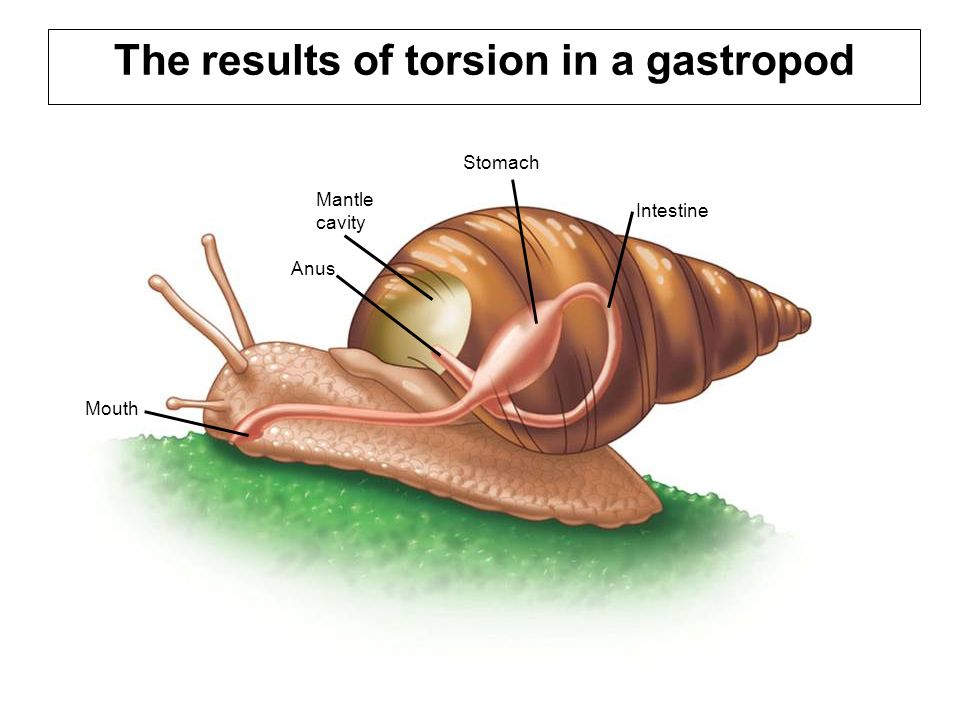 The results of torsion in a gastropod
Stomach
Mantle
cavity
Intestine
Anus
Mouth